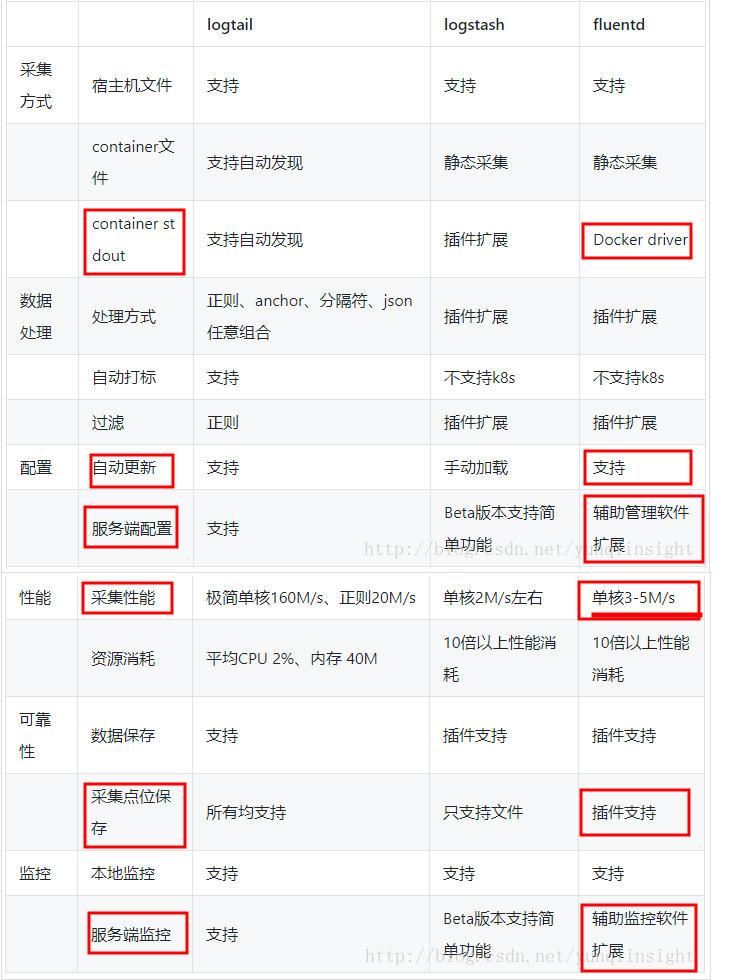 logtail logstash fluentd
采集
方式
宿主机文件 支持 支持 支持
container文
件
支持自动发现 静态采集 静态采集
container st
dout
支持自动发现 插件扩展 Docker driver
数据
处理
处理方式
正则、anchor、分隔符、json
任意组合
插件扩展 插件扩展
自动打标 支持 不支持k8s 不支持k8s
过滤 正则 插件扩展 插件扩展
配置 自动更新 支持 手动加载 支持
服务端配置 支持
Beta版本支持简
单功能
辅助管理软件
扩展
http://blog.csdn.net/yunqiinsight
性能 采集性能 极简单核160M/s、正则20M/s 单核2M/s左右 单核3-5M/s
资源消耗 平均CPU 2%、内存 40M
10倍以上性能消
耗
10倍以上性能
消耗
可靠
性
数据保存 支持 插件支持 插件支持
采集点位保
存
所有均支持 只支持文件 插件支持
监控 本地监控 支持 支持 支持
服务端监控 支持
Beta版本支持简
单功能
辅助监控软件
扩展
http://blog.csdn.net/yunqiinsight